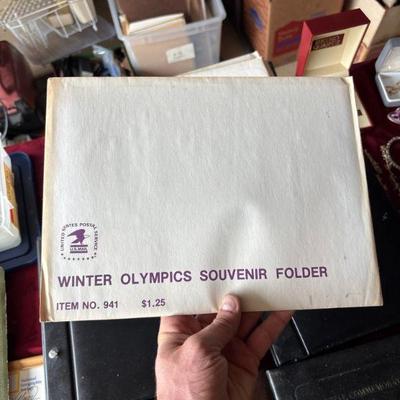 UNITED STATES POSTAL SERVICE
U.S. MAIL
WINTER OLYMPICS SOUVENIR FOLDER
ITEM NO. 941 $1.25